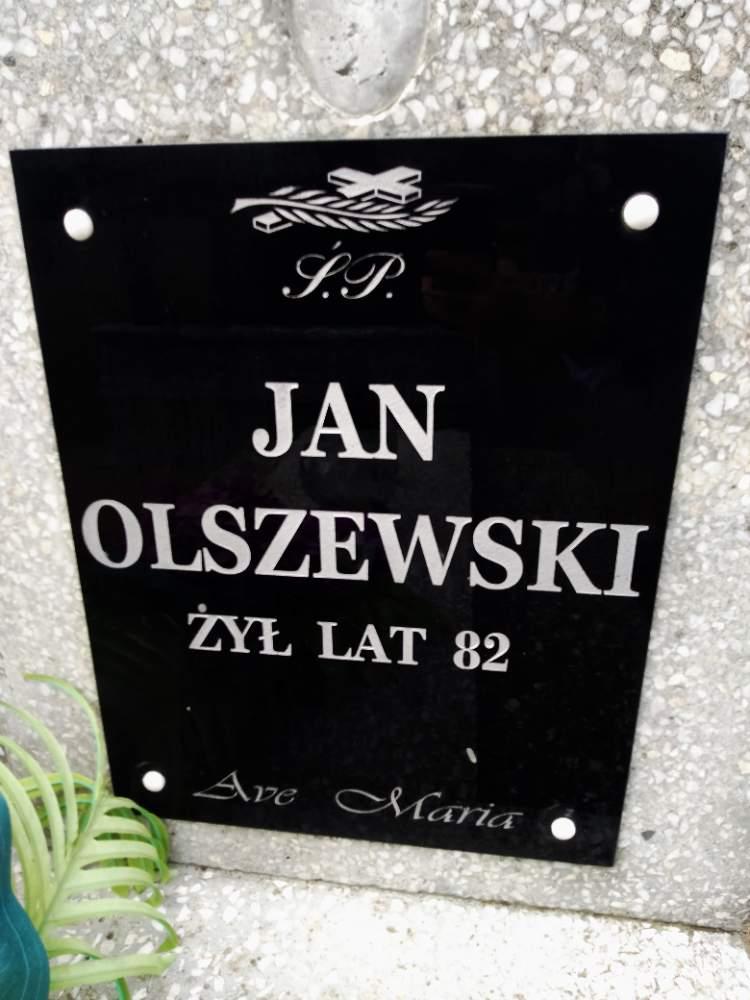 Ś.P.
JAN
OLSZEWSKI
ŻYŁ LAT 82
Ave Maria